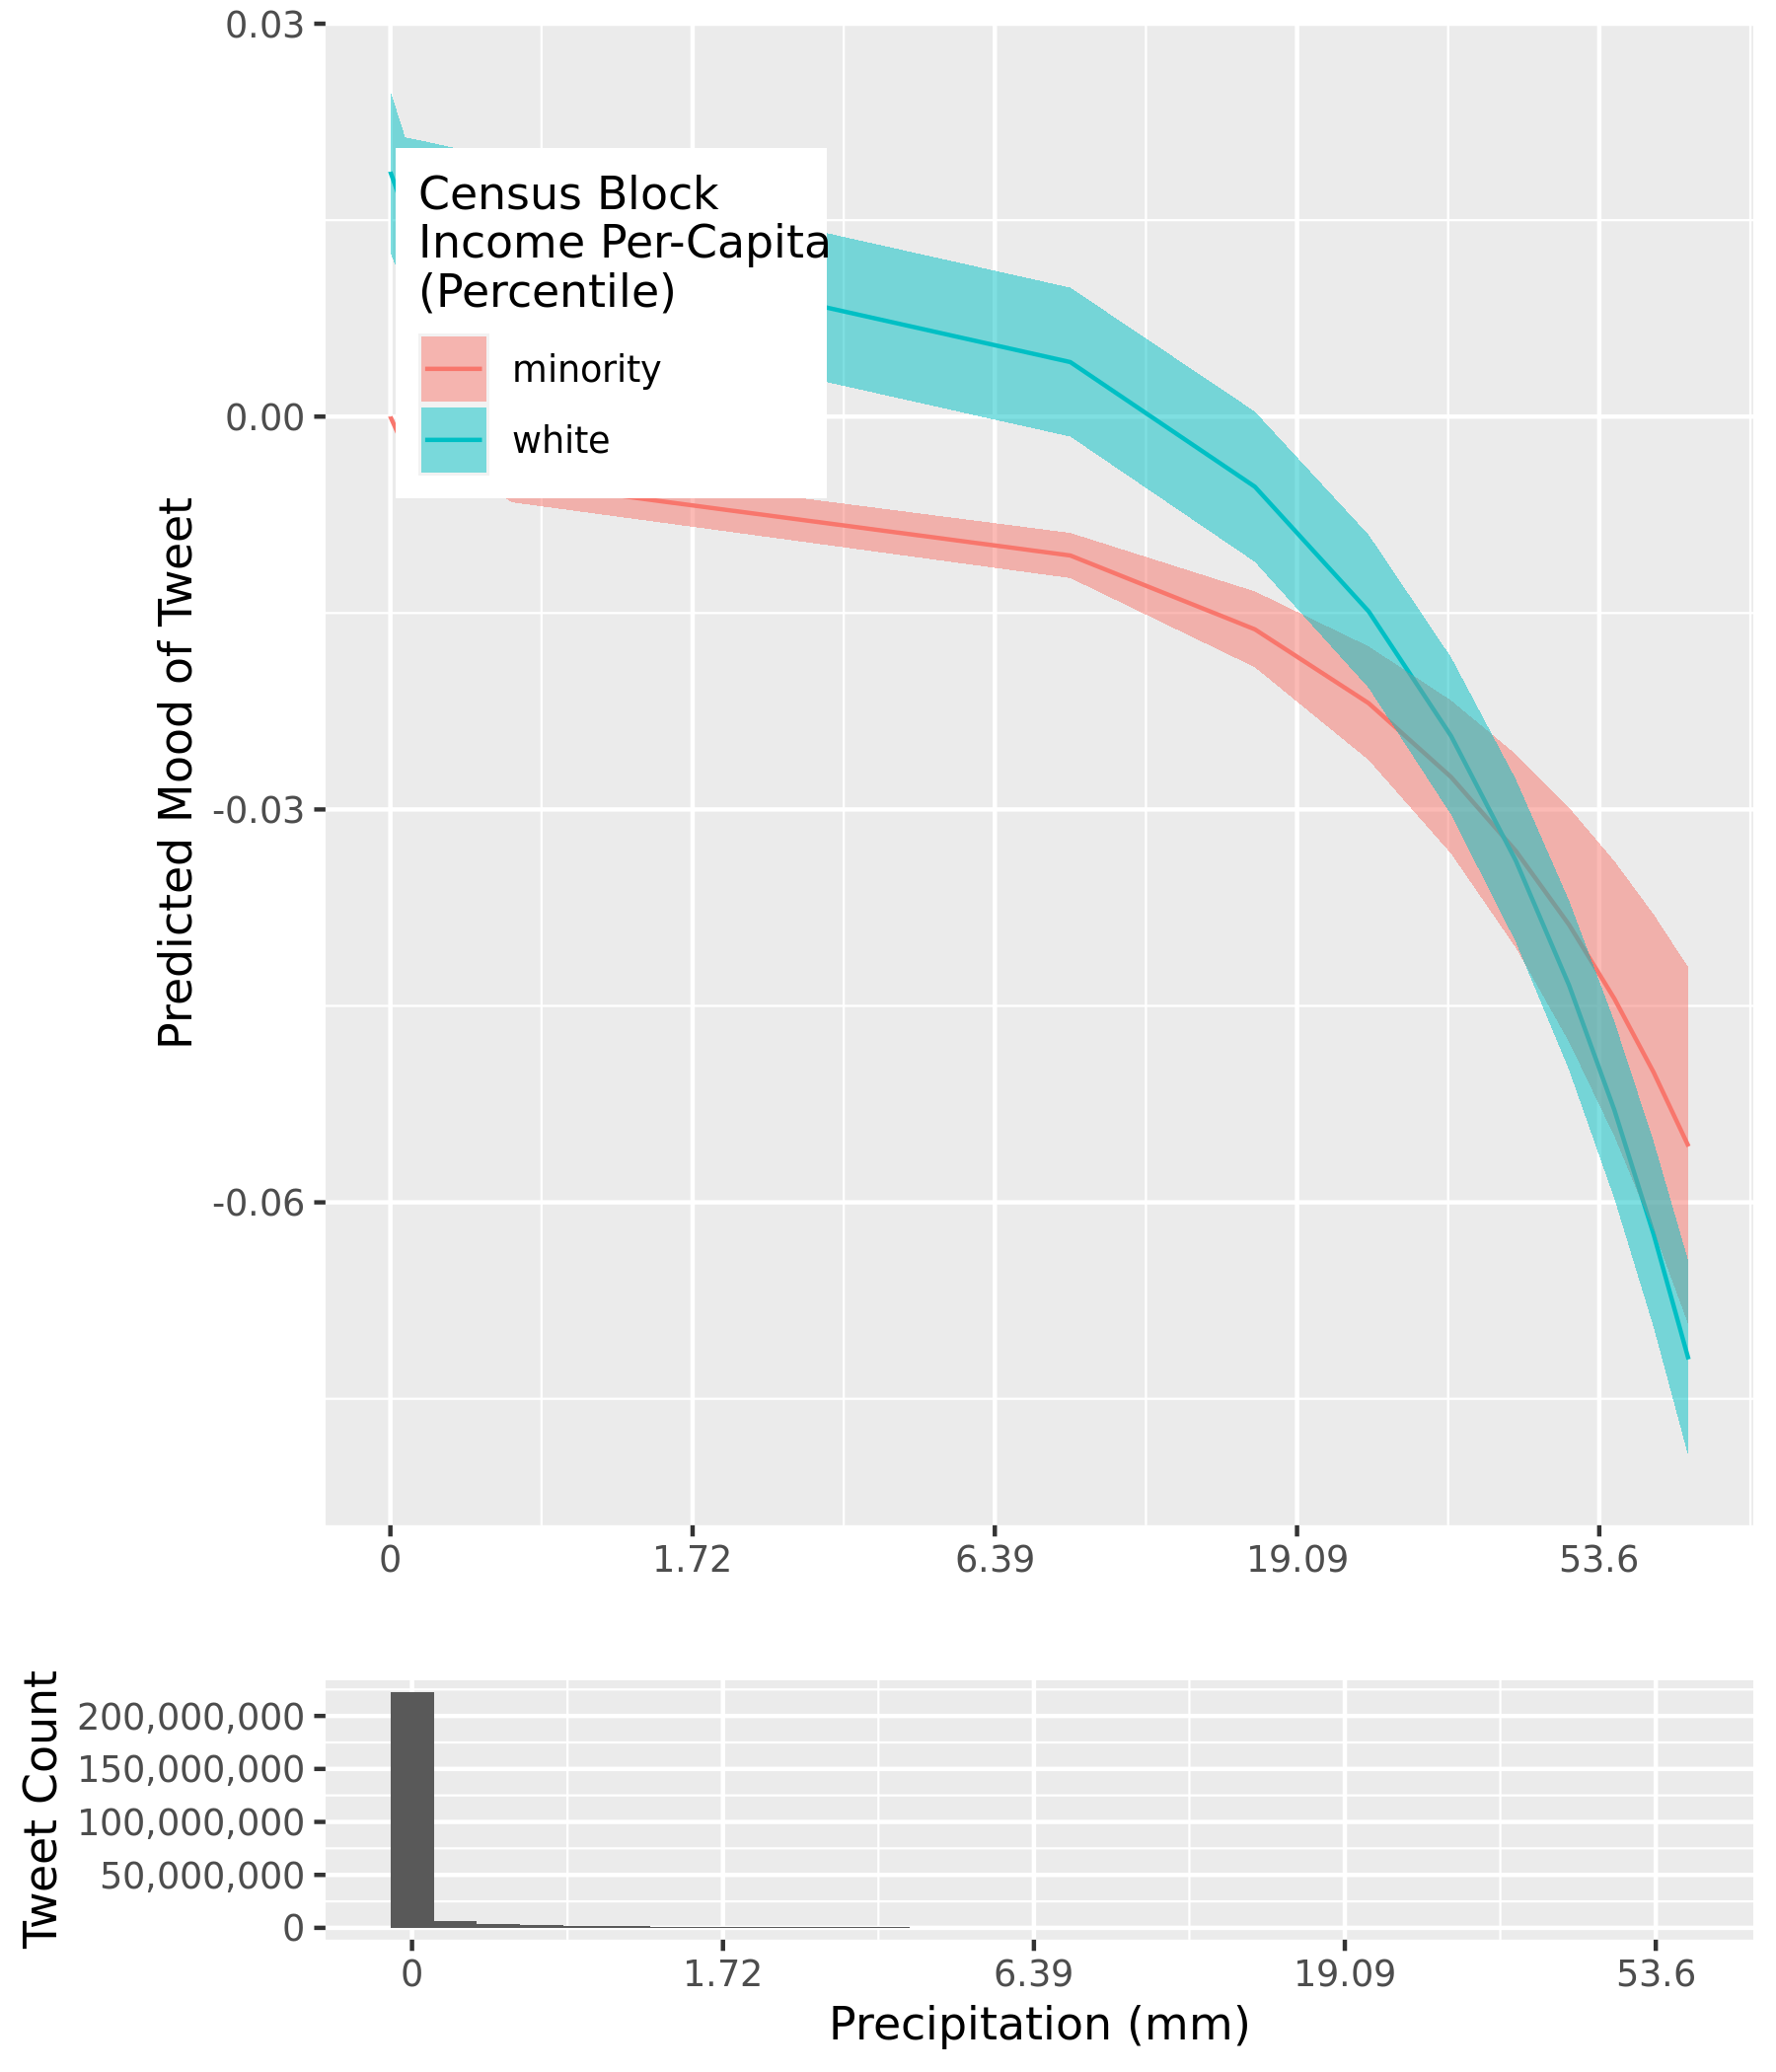 0.03
0.00
-0.03
-0.06
Predicted Mood of Tweet
Census Block
Income Per-Capita
(Percentile)
minority
white
0 1.72 6.39 19.09 53.6
Tweet Count
200,000,000
150,000,000
100,000,000
50,000,000
0
0 1.72 6.39 19.09 53.6
Precipitation (mm)